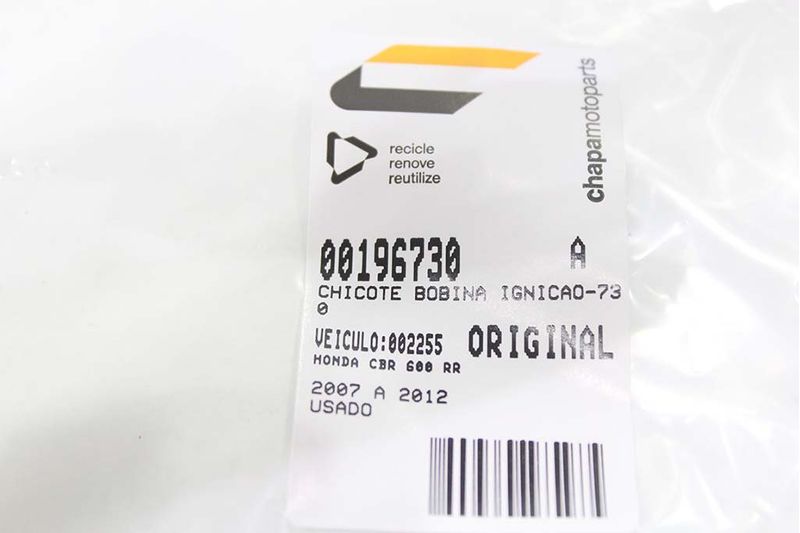 chapamotoparts
recicle
renove
reutilize
00196730 A
CHICOTE BOBINA IGNICAO-73
0
VEICULO:002255 ORIGINAL
HONDA CBR 600 RR
2007 A 2012
USADO